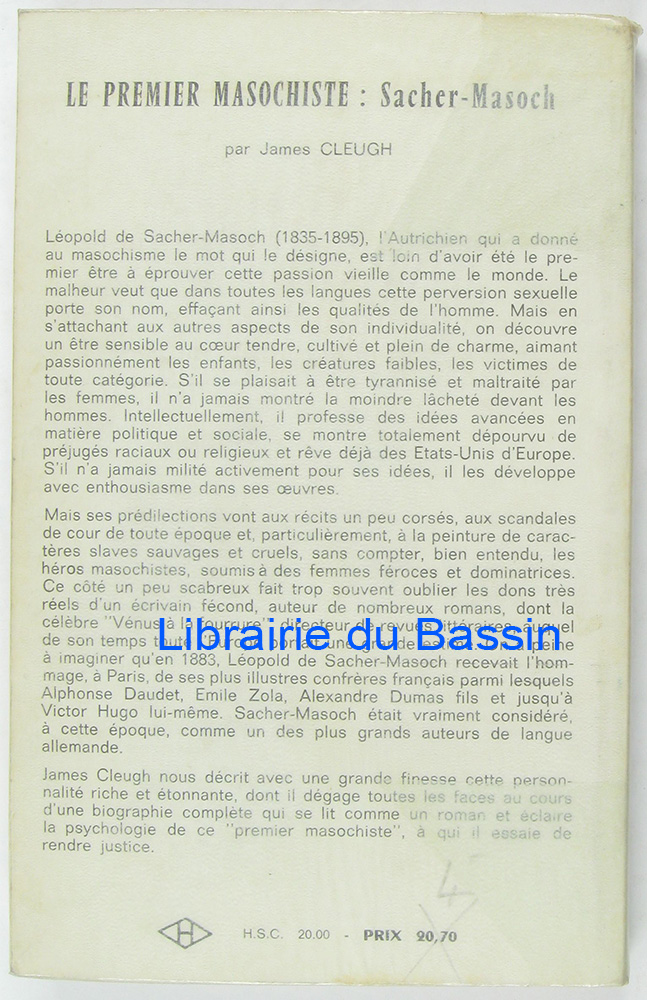 LE PREMIER MASOCHISTE : Sacher-Masoch
par James CLEUGH
Léopold de Sacher-Masoch (1835-1895), l'Autrichien qui a donné
au masochisme le mot qui le désigne, est loin d'avoir été le pre-
mier être à éprouver cette passion vieille comme le monde. Le
malheur veut que dans toutes les langues cette perversion sexuelle
porte son nom, effaçant ainsi les qualités de l'homme. Mais en
s'attachant aux autres aspects de son individualité, on découvre
un être sensible au cœur tendre, cultivé et plein de charme, aimant
passionnément les enfants, les créatures faibles, les victimes de
toute catégorie. S'il se plaisait à être tyrannisé et maltraité par
les femmes, il n'a jamais montré la moindre lâcheté devant les
hommes. Intellectuellement, il professe des idées avancées en
matière politique et sociale, se montre totalement dépourvu de
préjugés raciaux ou religieux et rêve déjà des Etats-Unis d'Europe.
S'il n'a jamais milité activement pour ses idées, il les développe
avec enthousiasme dans ses œuvres.
Mais ses prédilections vont aux récits un peu corsés, aux scandales
de cour de toute époque et, particulièrement, à la peinture de carac-
tères slaves sauvages et cruels, sans compter, bien entendu, les
héros masochistes, soumis à des femmes féroces et dominatrices.
Ce côté un peu scabreux fait trop souvent oublier les dons très
réels d'un écrivain fécond, auteur de nombreux romans, dont la
célèbre "Vénus à la fourrure", directeur de revues littéraires, auquel
de son temps toute l'Europe portait une grande estime. On a peine
Librairie du Bassin
à imaginer qu'en 1883, Léopold de Sacher-Masoch recevait l'hom-
mage, à Paris, de ses plus illustres confrères français parmi lesquels
Alphonse Daudet, Emile Zola, Alexandre Dumas fils et jusqu'à
Victor Hugo lui-même. Sacher-Masoch était vraiment considéré,
à cette époque, comme un des plus grands auteurs de langue
allemande.
James Cleugh nous décrit avec une grande finesse cette person-
nalité riche et étonnante, dont il dégage toutes les faces au cours
d'une biographie complète qui se lit comme un roman et éclaire
la psychologie de ce "premier masochiste", à qui il essaie de
rendre justice.
4
H H.S.C. 20.00 - PRIX 20,70